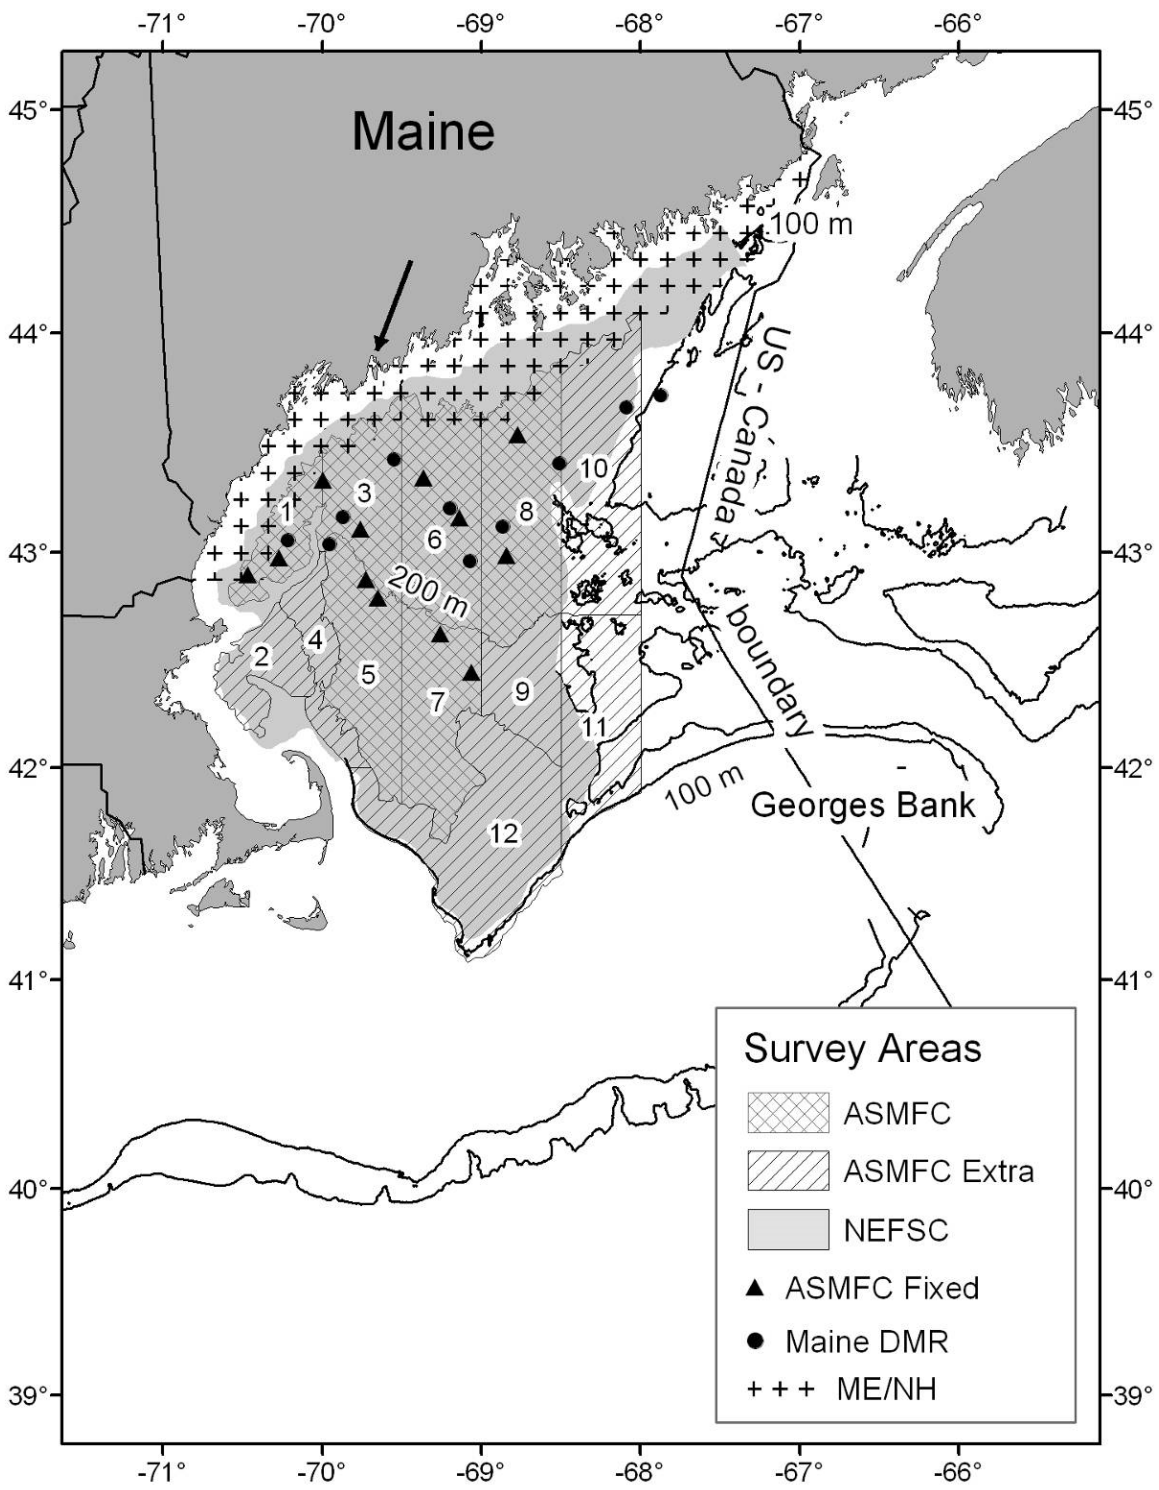 -71° -70° -69° -68° -67° -66°
45° 45°
Maine
100 m
44° 44°
US - Canada
10
3
1 8
6
43° 43°
200 m
boundary
4
2
5
9
7
11
42° 42°
100 m
Georges Bank
12
41° 41°
Survey Areas
ASMFC
ASMFC Extra
40° 40°
NEFSC
ASMFC Fixed
Maine DMR
ME/NH
39° 39°
-71° -70° -69° -68° -67° -66°